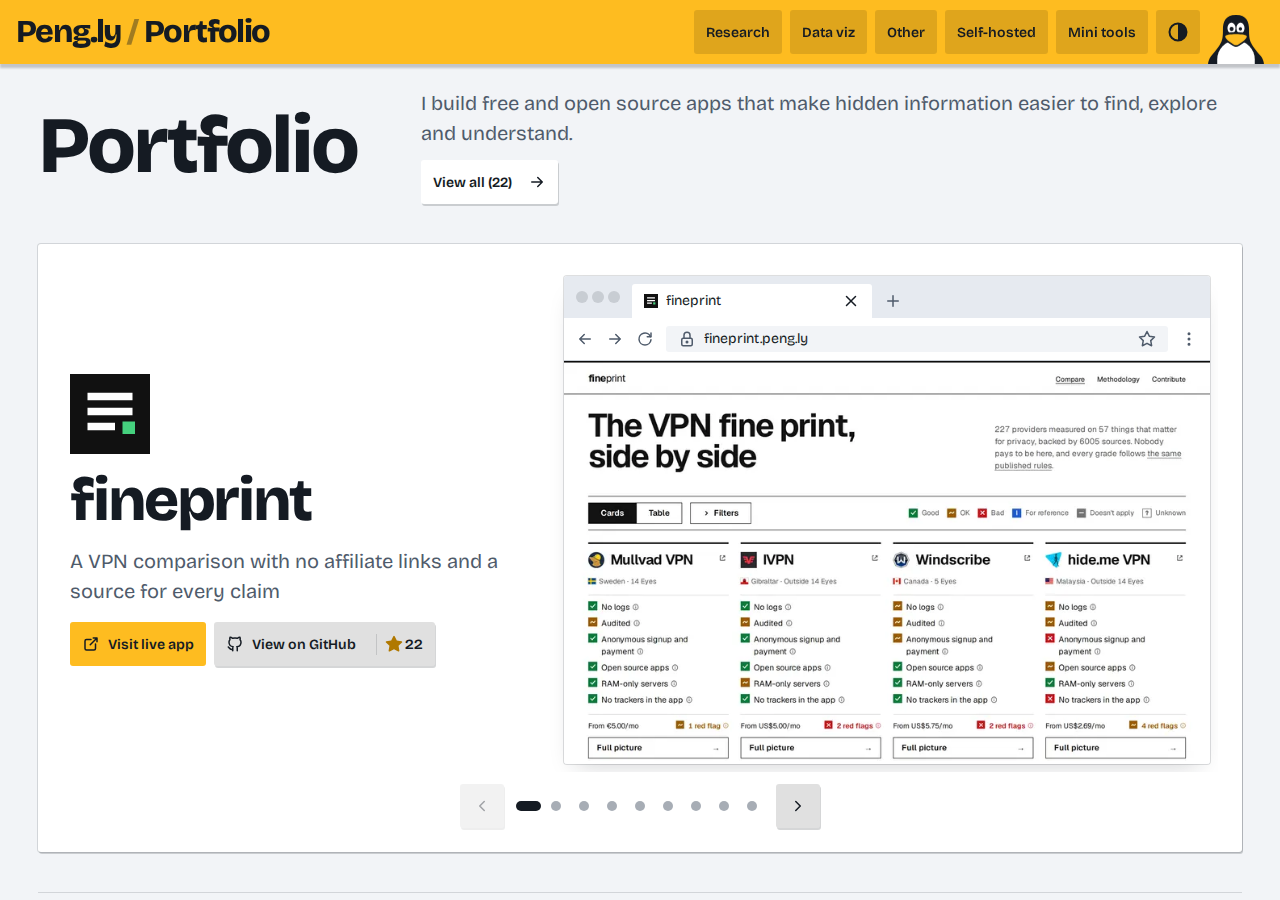 Peng.ly / Portfolio
Research
Data viz
Other
Self-hosted
Mini tools
Portfolio
I build free and open source apps that make hidden information easier to find, explore
and understand.
View all (22)
fineprint
A VPN comparison with no affiliate links and a
source for every claim
Visit live app
View on GitHub
22
fineprint
fineprint.peng.ly
fineprint
Compare
Methodology
Contribute
The VPN fine print,
side by side
227 providers measured on 57 things that matter
for privacy, backed by 6005 sources. Nobody
pays to be here, and every grade follows the same
published rules.
Cards
Table
Filters
Good
OK
Bad
For reference
Doesn't apply
Unknown
Mullvad VPN
Sweden · 14 Eyes
No logs
Audited
Anonymous signup and
payment
Open source apps
RAM-only servers
No trackers in the app
From €5.00/mo
1 red flag
Full picture →
IVPN
Gibraltar · Outside 14 Eyes
No logs
Audited
Anonymous signup and
payment
Open source apps
RAM-only servers
No trackers in the app
From US$5.00/mo
2 red flags
Full picture →
Windscribe
Canada · 5 Eyes
No logs
Audited
Anonymous signup and
payment
Open source apps
RAM-only servers
No trackers in the app
From US$5.75/mo
2 red flags
Full picture →
hide.me VPN
Malaysia · Outside 14 Eyes
No logs
Audited
Anonymous signup and
payment
Open source apps
RAM-only servers
No trackers in the app
From US$2.69/mo
4 red flags
Full picture →